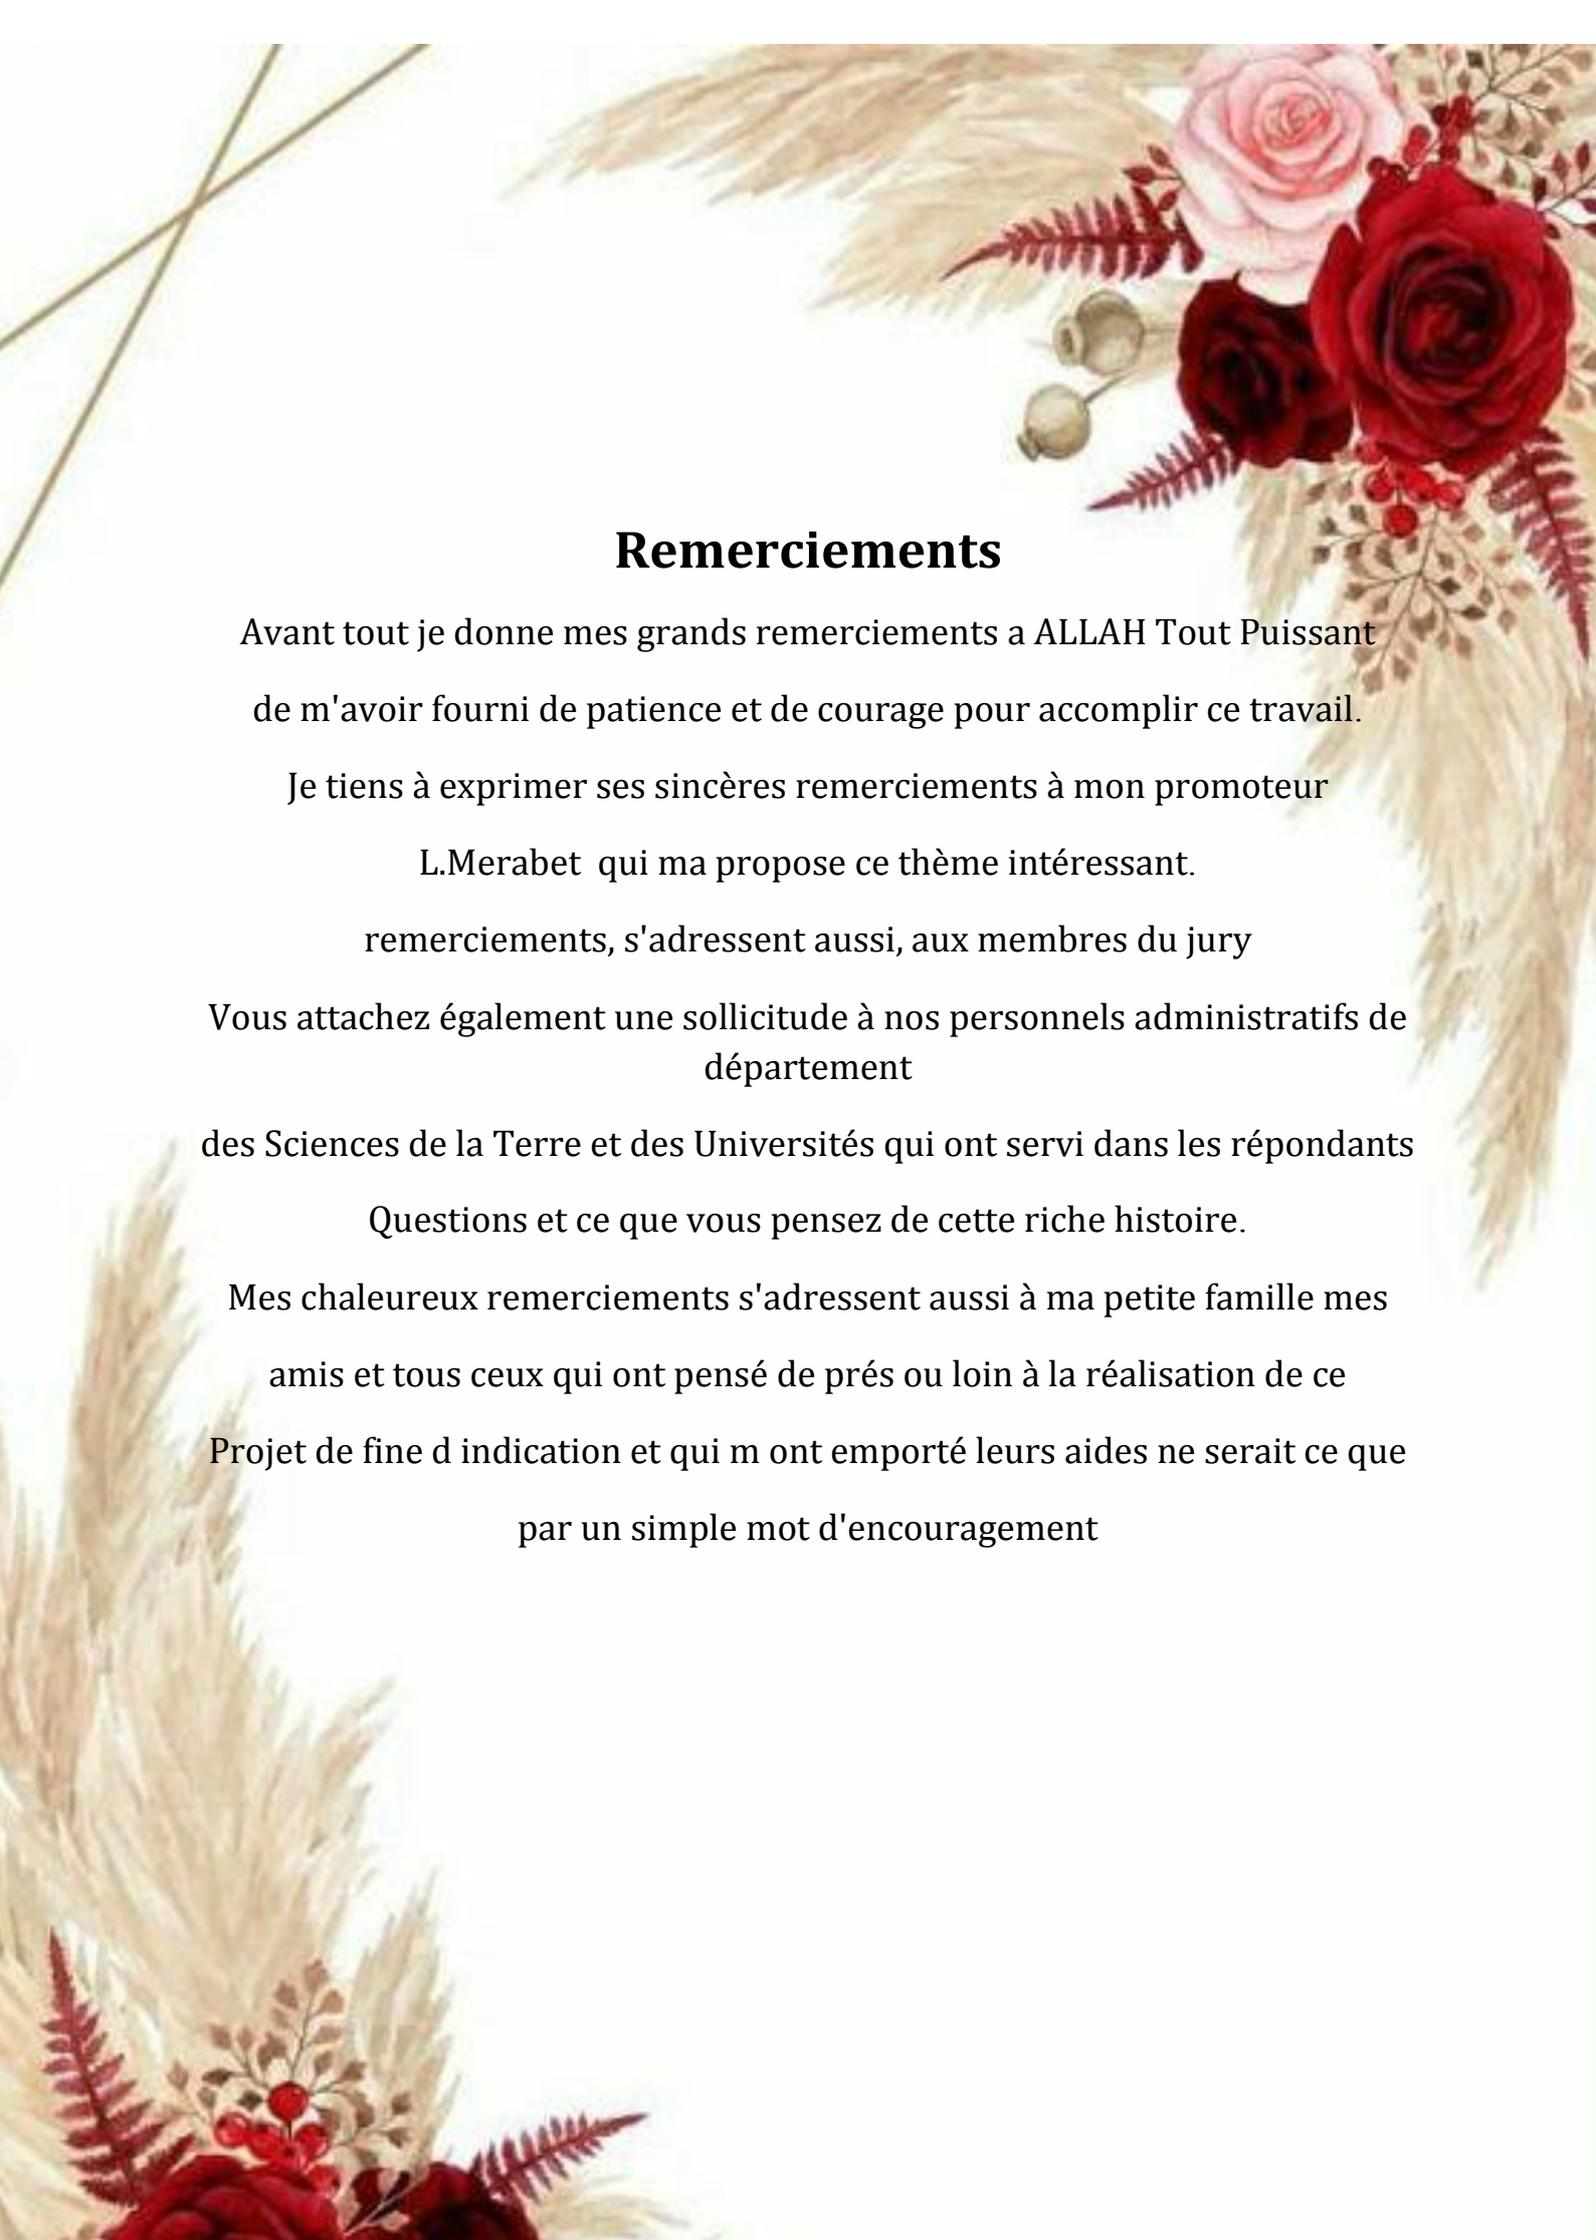 Remerciements
Avant tout je donne mes grands remerciements a ALLAH Tout Puissant
de m'avoir fourni de patience et de courage pour accomplir ce travail.
Je tiens à exprimer ses sincères remerciements à mon promoteur
L.Merabet  qui ma propose ce thème intéressant.
remerciements, s'adressent aussi, aux membres du jury
Vous attachez également une sollicitude à nos personnels administratifs de
département
des Sciences de la Terre et des Universités qui ont servi dans les répondants
Questions et ce que vous pensez de cette riche histoire.
Mes chaleureux remerciements s'adressent aussi à ma petite famille mes
amis et tous ceux qui ont pensé de prés ou loin à la réalisation de ce
Projet de fine d indication et qui m ont emporté leurs aides ne serait ce que
par un simple mot d'encouragement